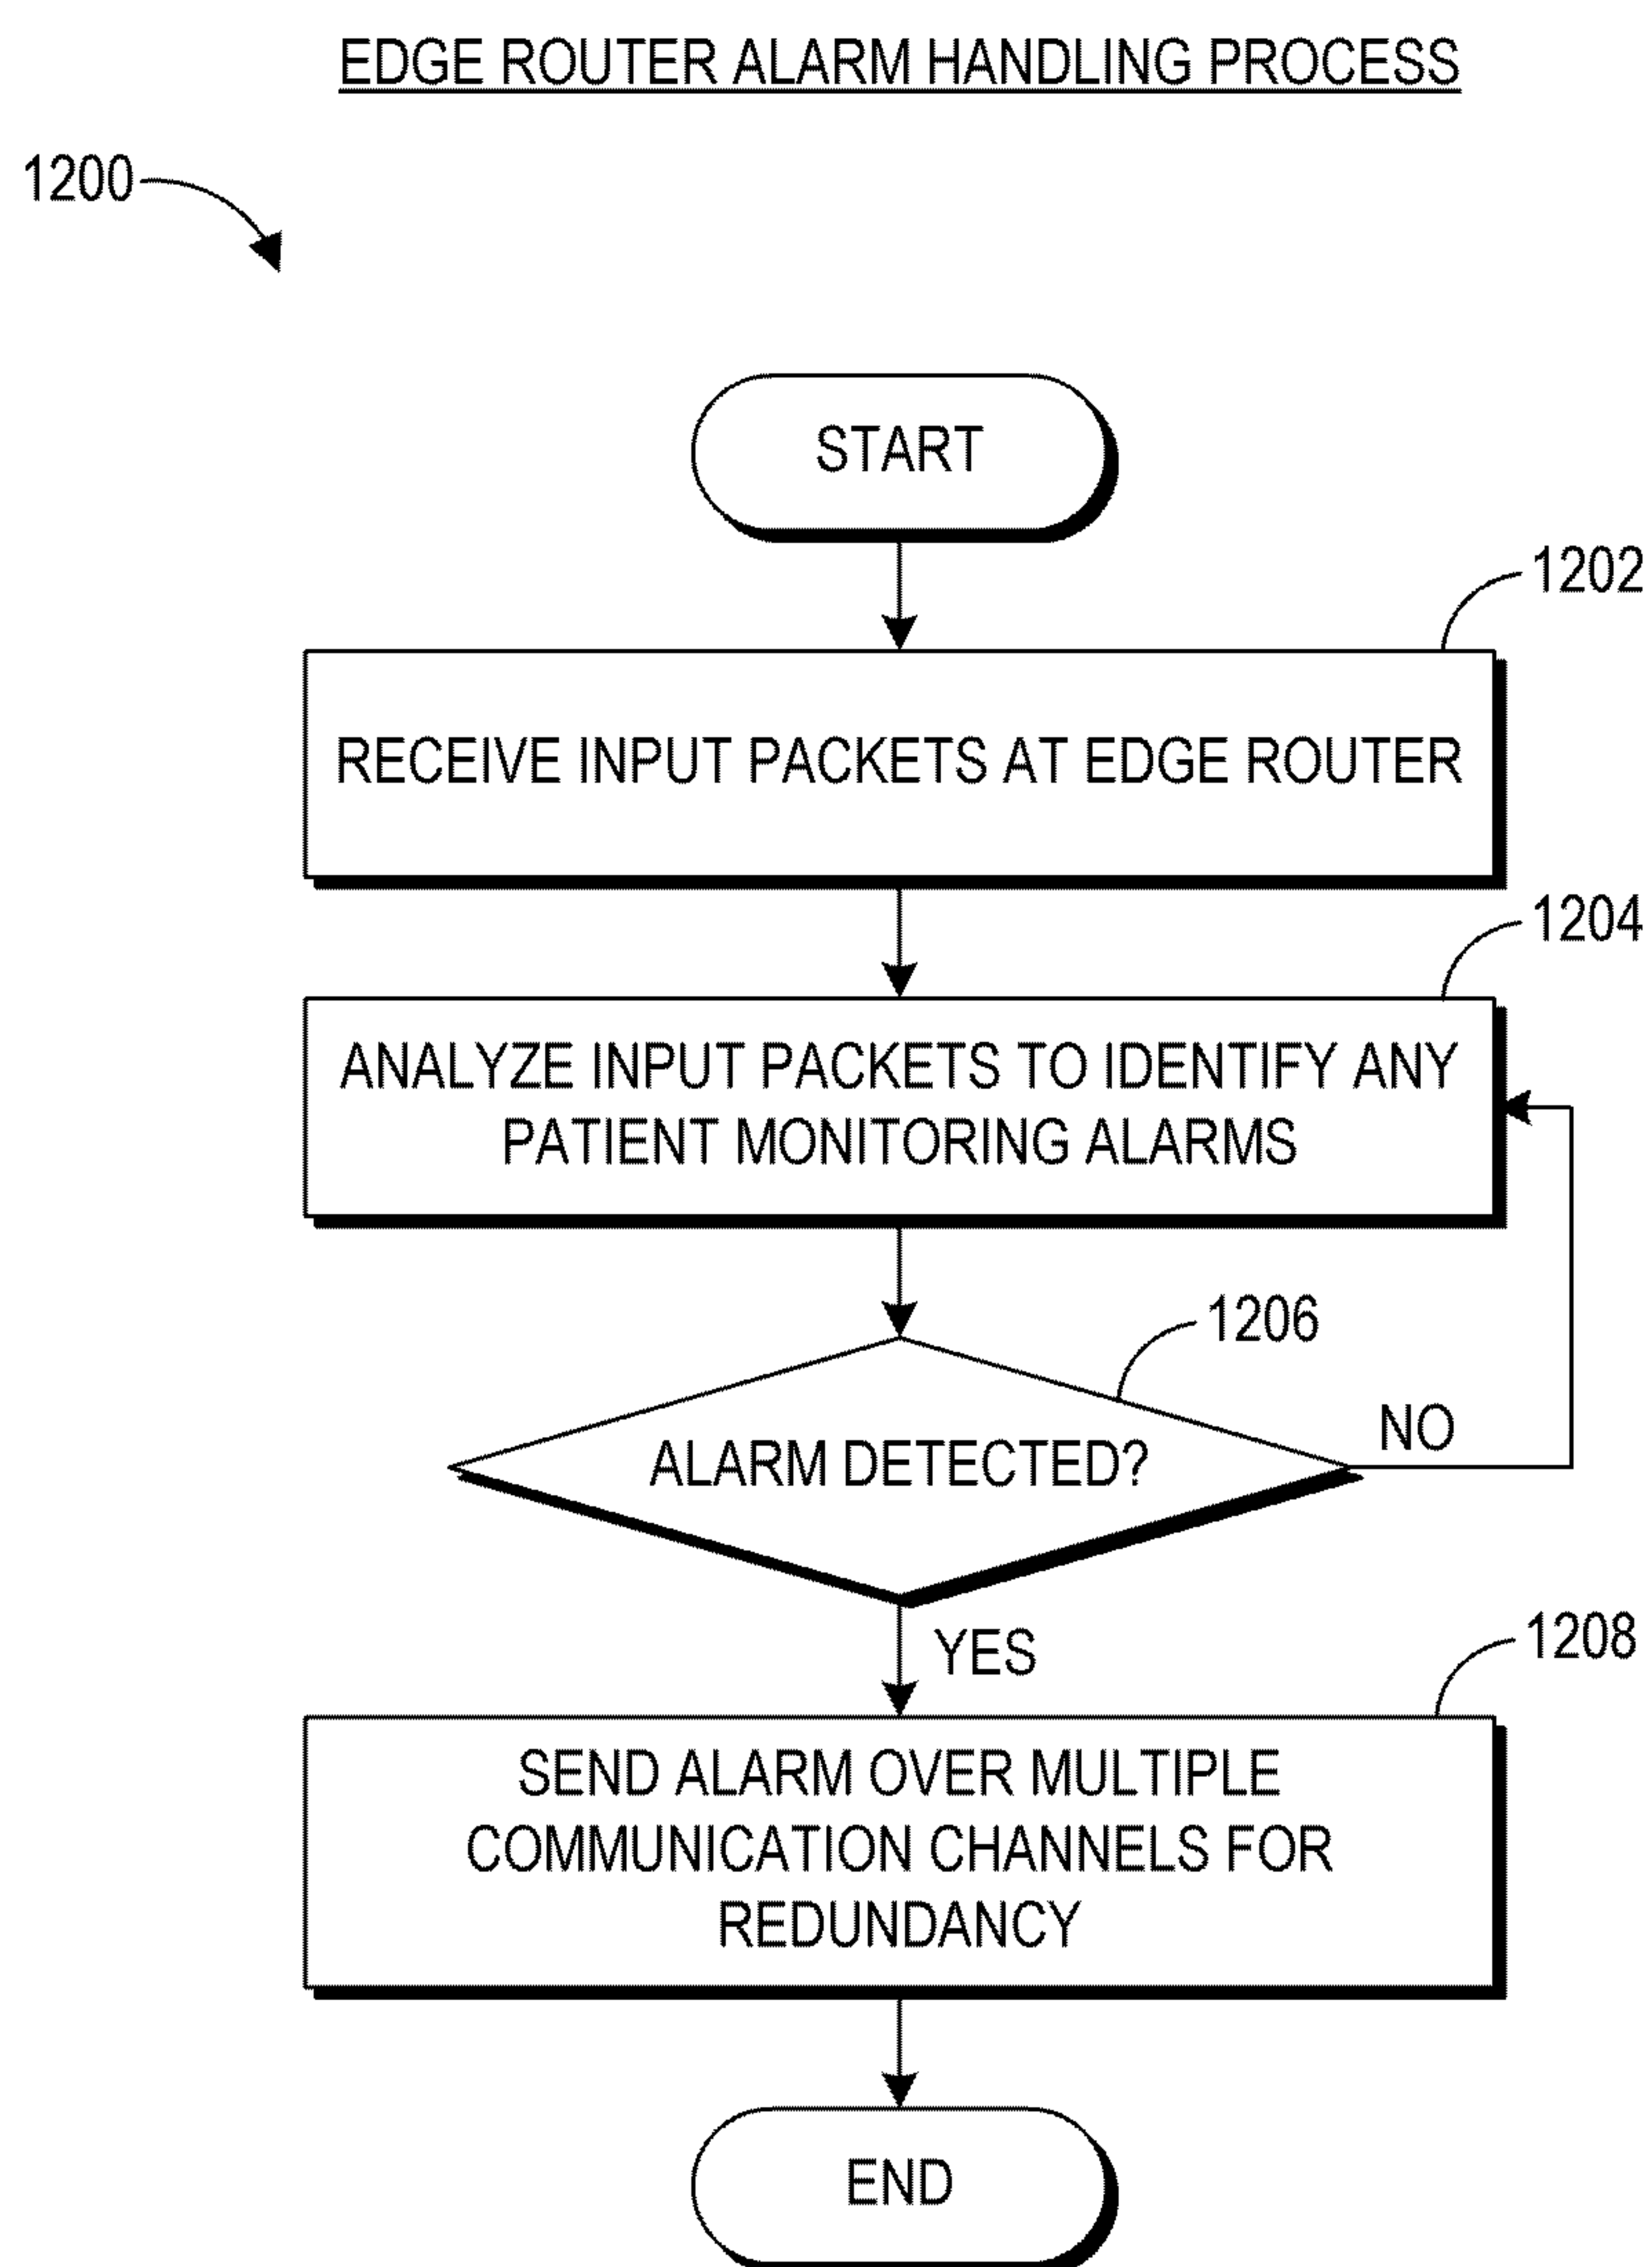 EDGE ROUTER ALARM HANDLING PROCESS
1200
START
1202
RECEIVE INPUT PACKETS AT EDGE ROUTER
1204
ANALYZE INPUT PACKETS TO IDENTIFY ANY
PATIENT MONITORING ALARMS
1206
ALARM DETECTED?
NO
YES
1208
SEND ALARM OVER MULTIPLE
COMMUNICATION CHANNELS FOR
REDUNDANCY
END